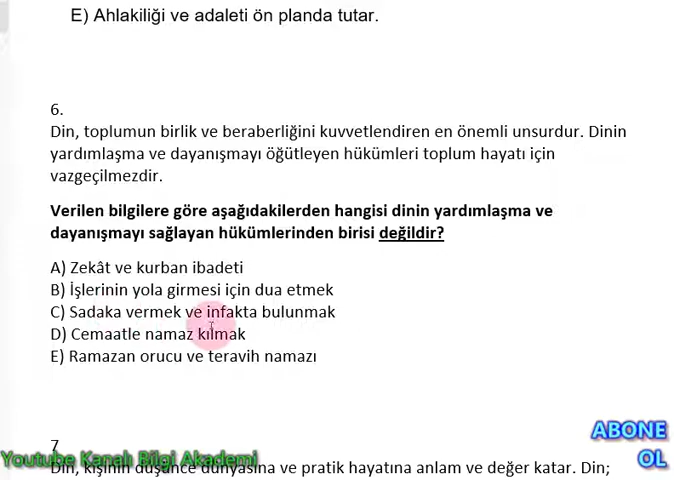 E) Ahlakiliği ve adaleti ön planda tutar.
6.
Din, toplumun birlik ve beraberliğini kuvvetlendiren en önemli unsurdur. Dinin
yardımlaşma ve dayanışmayı öğütleyen hükümleri toplum hayatı için
vazgeçilmezdir.
Verilen bilgilere göre aşağıdakilerden hangisi dinin yardımlaşma ve
dayanışmayı sağlayan hükümlerinden birisi değildir?
A) Zekât ve kurban ibadeti
B) İşlerinin yola girmesi için dua etmek
C) Sadaka vermek ve infakta bulunmak
D) Cemaatle namaz kılmak
E) Ramazan orucu ve teravih namazı
ABONE
OL
7
Youtube Kanalı Bilgi Akademi
Din, kişinin düşünce dünyasına ve pratik hayatına anlam ve değer katar. Din;